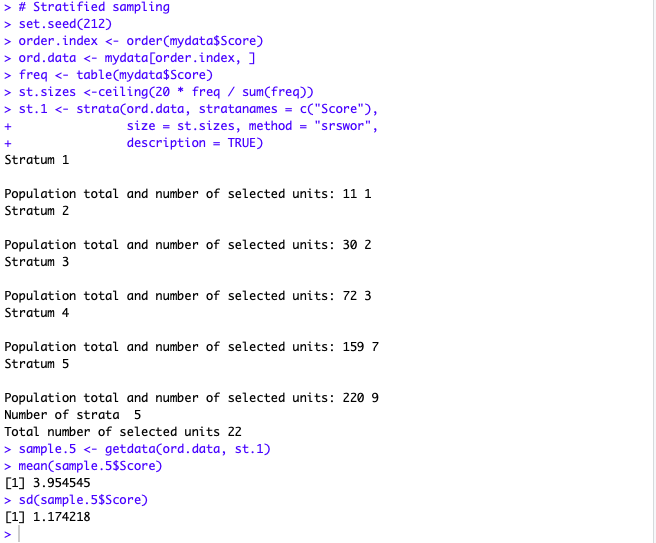 > # Stratified sampling
> set.seed(212)
> order.index <- order(mydata$Score)
> ord.data <- mydata[order.index, ]
> freq <- table(mydata$Score)
> st.sizes <-ceiling(20 * freq / sum(freq))
> st.1 <- strata(ord.data, stratanames = c("Score"),
+                size = st.sizes, method = "srswor",
+                description = TRUE)
Stratum 1

Population total and number of selected units: 11 1
Stratum 2

Population total and number of selected units: 30 2
Stratum 3

Population total and number of selected units: 72 3
Stratum 4

Population total and number of selected units: 159 7
Stratum 5

Population total and number of selected units: 220 9
Number of strata  5
Total number of selected units 22
> sample.5 <- getdata(ord.data, st.1)
> mean(sample.5$Score)
[1] 3.954545
> sd(sample.5$Score)
[1] 1.174218
>